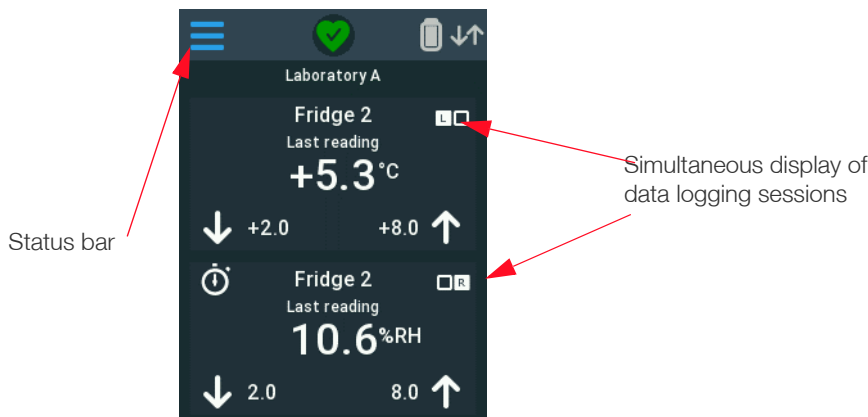 Laboratory A
Fridge 2
L
Last reading
+5.3°C
+2.0 +8.0
Simultaneous display of
data logging sessions
Status bar
Fridge 2
R
Last reading
10.6%RH
2.0 8.0